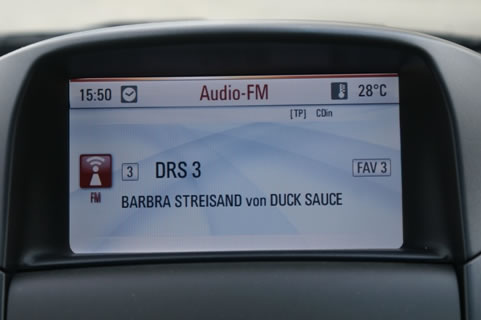 15:50 Audio-FM 28°C
[TP] CDin
3 DRS 3 FAV 3
FM
BARBRA STREISAND von DUCK SAUCE